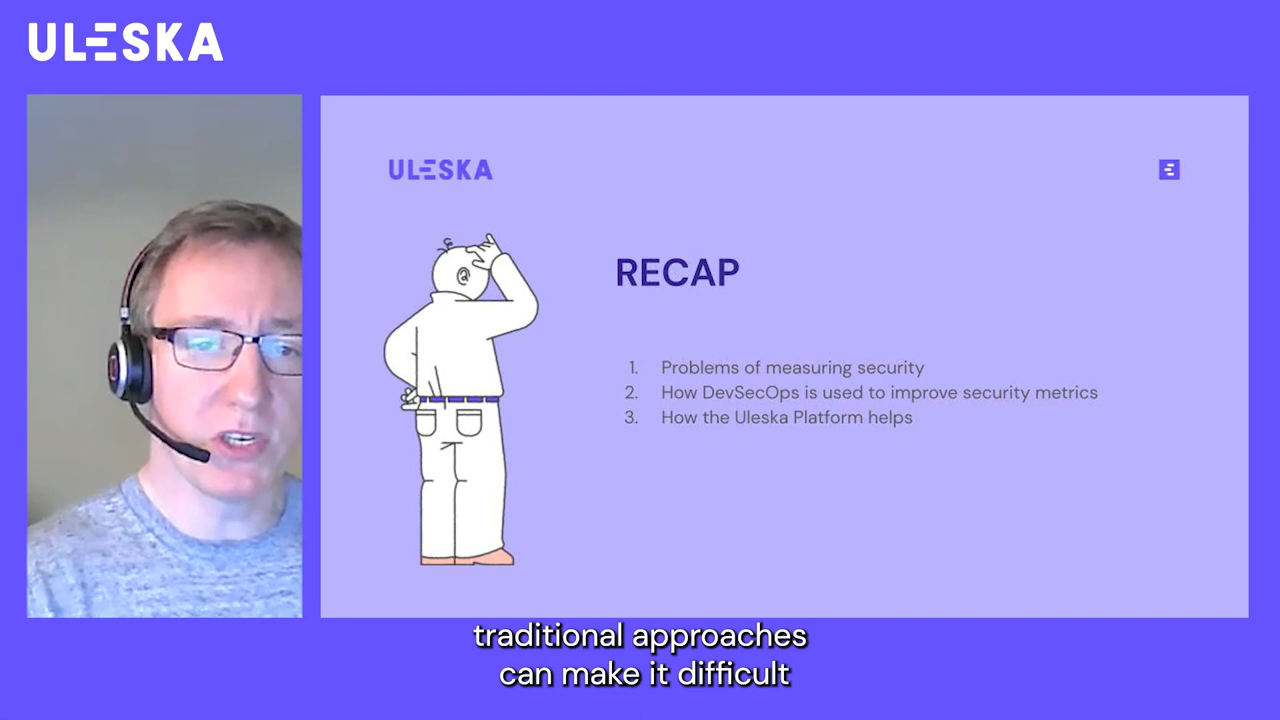 ULESKA
ULESKA
RECAP
1. Problems of measuring security
2. How DevSecOps is used to improve security metrics
3. How the Uleska Platform helps
traditional approaches
can make it difficult